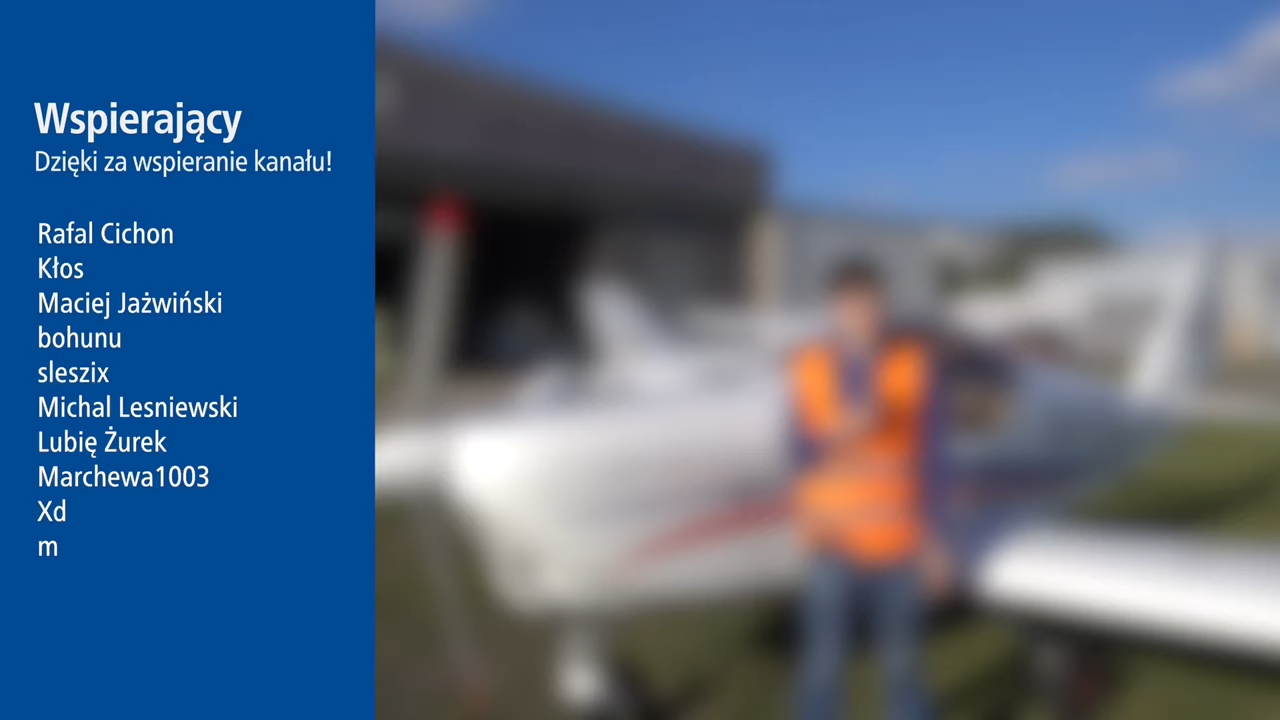 Wspierający
Dzięki za wspieranie kanału!
Rafal Cichon
Kłos
Maciej Jażwiński
bohunu
sleszix
Michal Lesniewski
Lubię Żurek
Marchewa1003
Xd
m